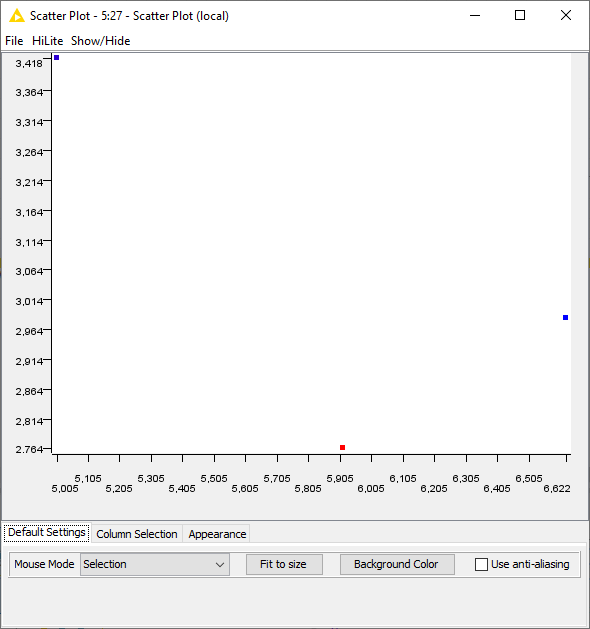 Scatter Plot - 5:27 - Scatter Plot (local)
File HiLite Show/Hide
3,418
3,364
3,314
3,264
3,214
3,164
3,114
3,064
3,014
2,964
2,914
2,864
2,814
2,764
5,105 5,305 5,505 5,705 5,905 6,105 6,305 6,505
5,005 5,205 5,405 5,605 5,805 6,005 6,205 6,405 6,622
Default Settings Column Selection Appearance
Mouse Mode Selection Fit to size Background Color Use anti-aliasing